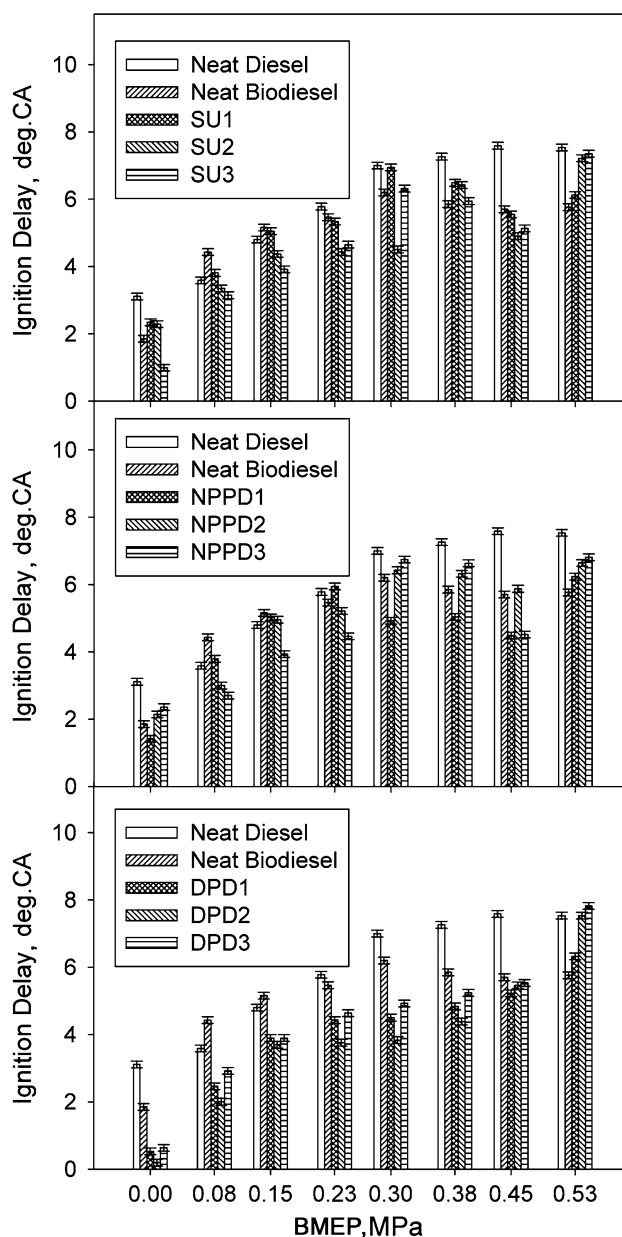 10
8
6
4
2
0
Ignition Delay, deg.CA
Neat Diesel
Neat Biodiesel
SU1
SU2
SU3
10
8
6
4
2
0
Ignition Delay, deg.CA
Neat Diesel
Neat Biodiesel
NPPD1
NPPD2
NPPD3
10
8
6
4
2
0
Ignition Delay, deg.CA
Neat Diesel
Neat Biodiesel
DPD1
DPD2
DPD3
0.00 0.08 0.15 0.23 0.30 0.38 0.45 0.53
BMEP,MPa